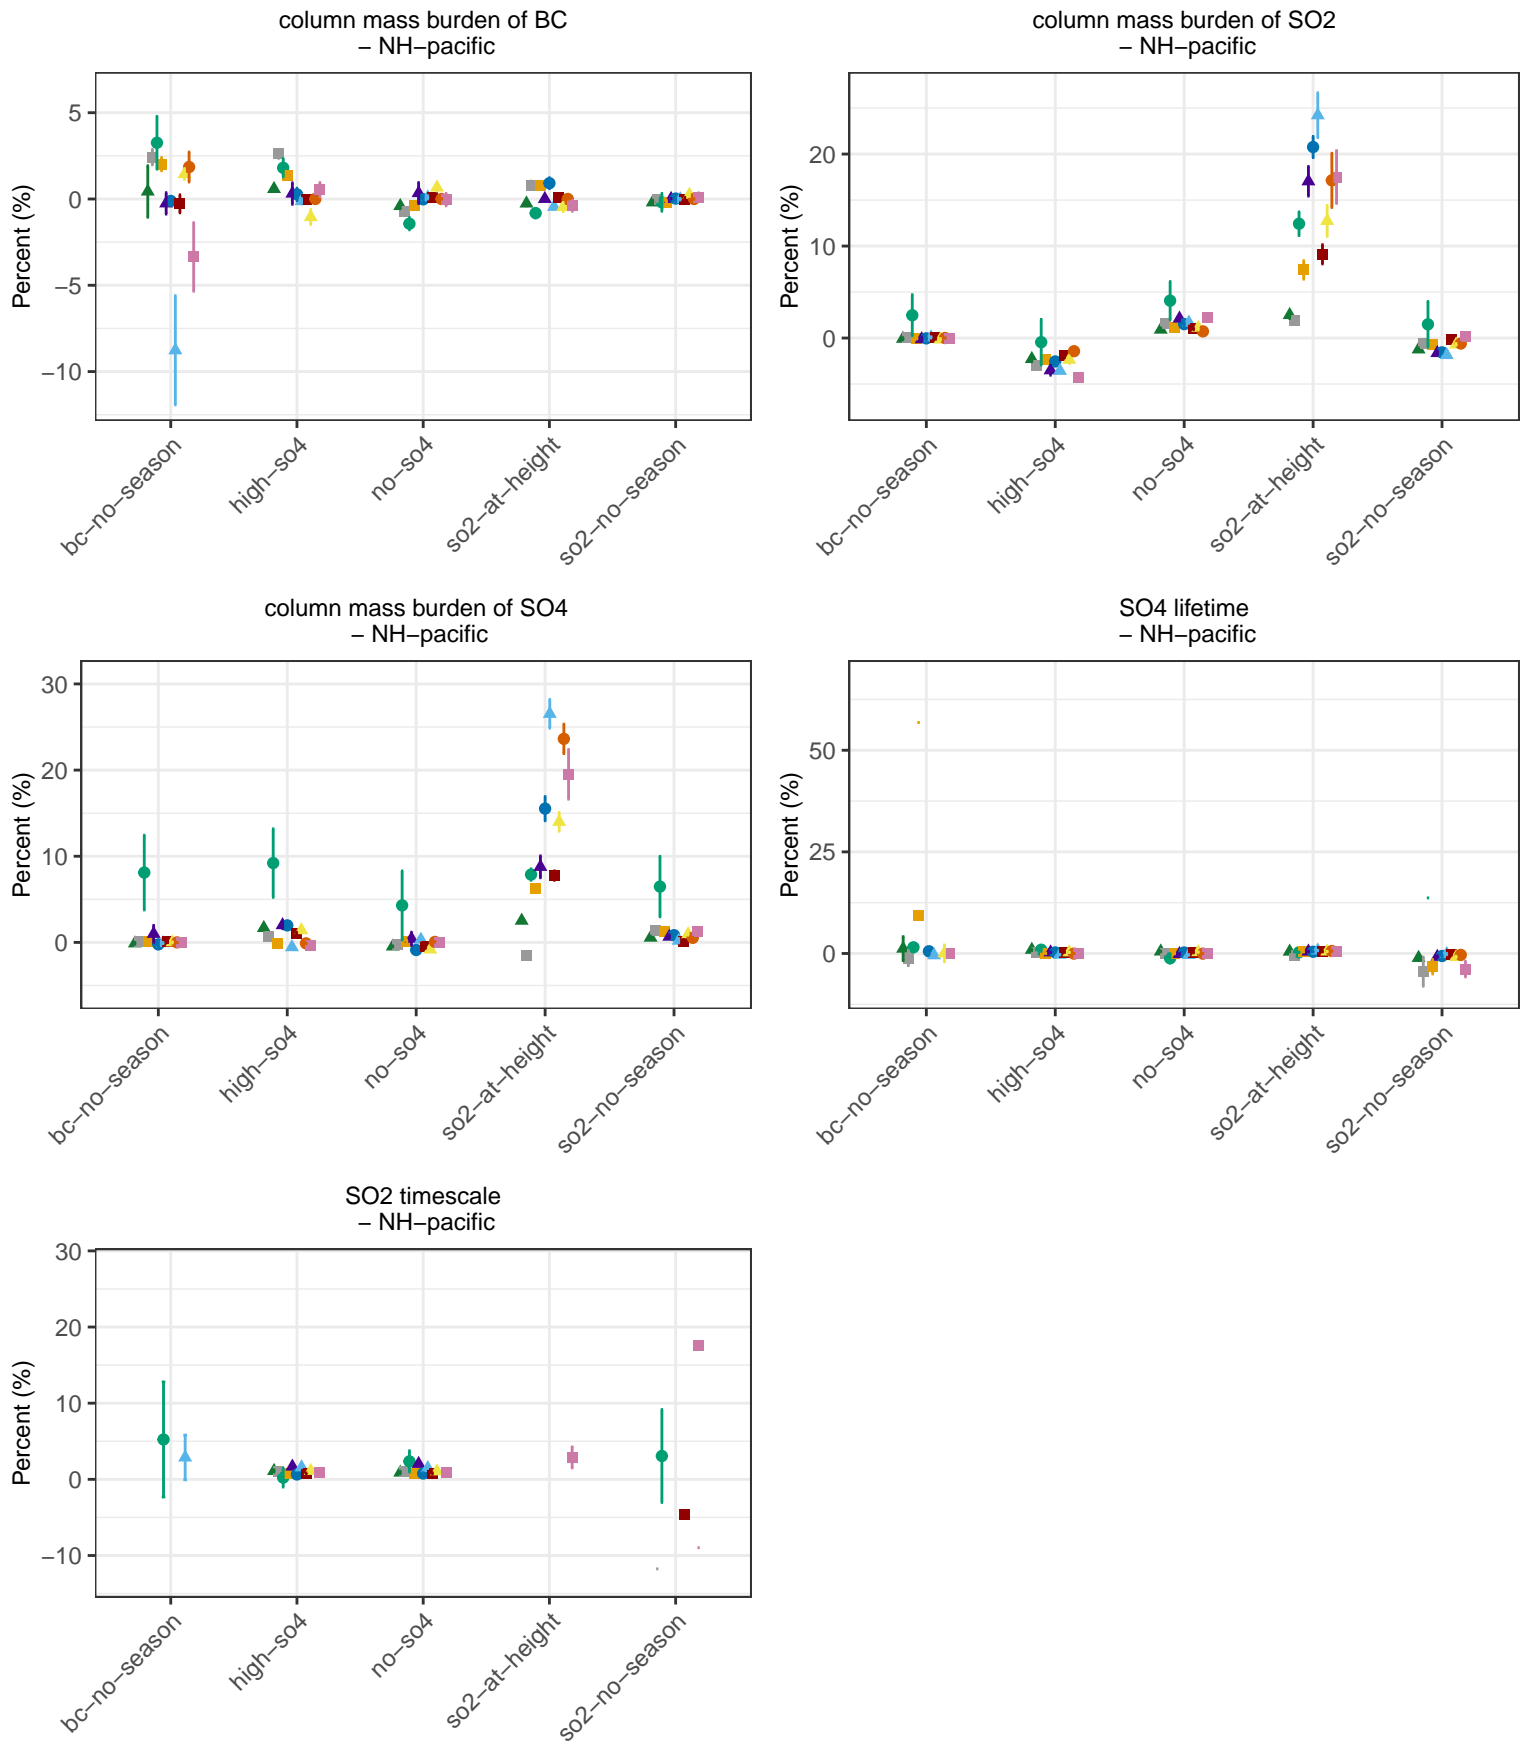 column mass burden of BC
− NH−pacific
Percent (%)
5
0
−5
−10
bc−no−season
high−so4
no−so4
so2−at−height
so2−no−season
column mass burden of SO2
− NH−pacific
Percent (%)
20
10
0
bc−no−season
high−so4
no−so4
so2−at−height
so2−no−season
column mass burden of SO4
− NH−pacific
Percent (%)
30
20
10
0
bc−no−season
high−so4
no−so4
so2−at−height
so2−no−season
SO4 lifetime
− NH−pacific
Percent (%)
50
25
0
bc−no−season
high−so4
no−so4
so2−at−height
so2−no−season
SO2 timescale
− NH−pacific
Percent (%)
30
20
10
0
−10
bc−no−season
high−so4
no−so4
so2−at−height
so2−no−season